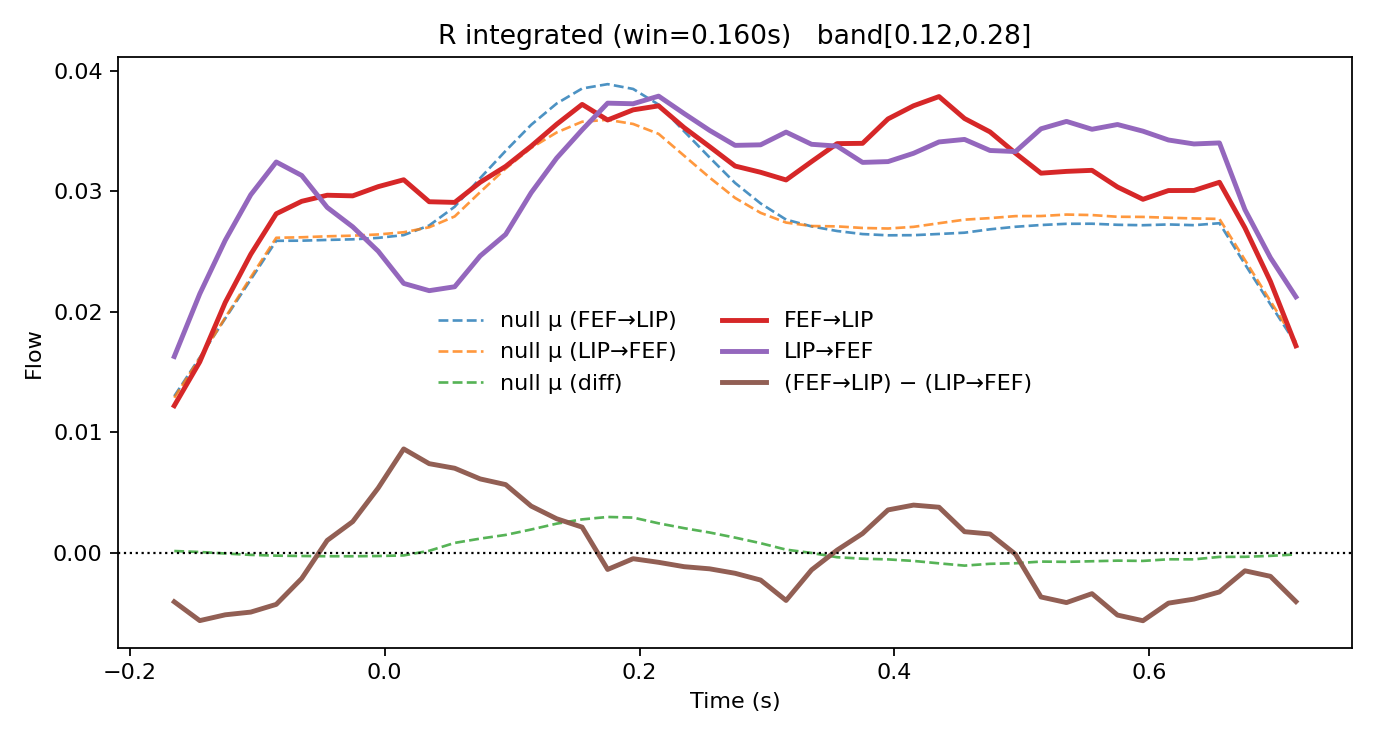 R integrated (win=0.160s)   band[0.12,0.28]
0.04
0.03
0.02
0.01
0.00
Flow
null μ (FEF→LIP)
null μ (LIP→FEF)
null μ (diff)
FEF→LIP
LIP→FEF
(FEF→LIP) − (LIP→FEF)
−0.2
0.0
0.2
0.4
0.6
Time (s)